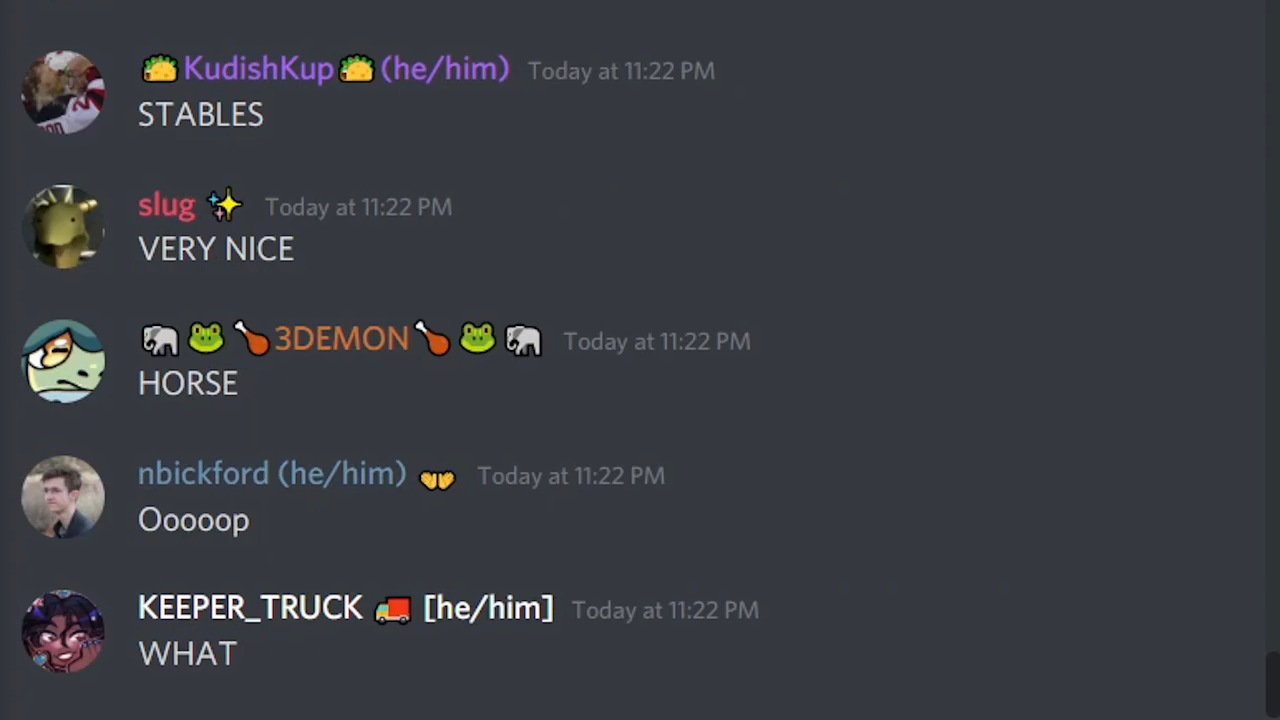 🌮KudishKup🌮(he/him) Today at 11:22 PM
STABLES
slug ✨ Today at 11:22 PM
VERY NICE
🐘🐸🍗3DEMON🍗🐸🐘 Today at 11:22 PM
HORSE
nbickford (he/him) 👐 Today at 11:22 PM
Ooooop
KEEPER_TRUCK 🚚 [he/him] Today at 11:22 PM
WHAT